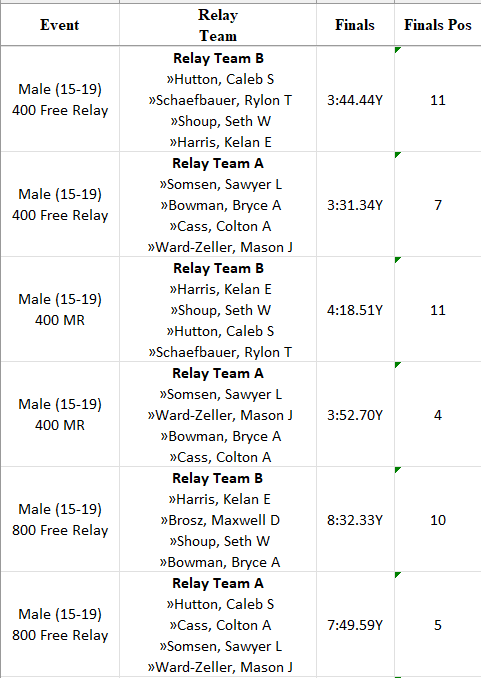 Event Relay Team Finals Finals Pos
Male (15-19) 400 Free Relay
Relay Team B
»Hutton, Caleb S
»Schaefbauer, Rylon T
»Shoup, Seth W
»Harris, Kelan E
3:44.44Y
11
Male (15-19) 400 Free Relay
Relay Team A
»Somsen, Sawyer L
»Bowman, Bryce A
»Cass, Colton A
»Ward-Zeller, Mason J
3:31.34Y
7
Male (15-19) 400 MR
Relay Team B
»Harris, Kelan E
»Shoup, Seth W
»Hutton, Caleb S
»Schaefbauer, Rylon T
4:18.51Y
11
Male (15-19) 400 MR
Relay Team A
»Somsen, Sawyer L
»Ward-Zeller, Mason J
»Bowman, Bryce A
»Cass, Colton A
3:52.70Y
4
Male (15-19) 800 Free Relay
Relay Team B
»Harris, Kelan E
»Brosz, Maxwell D
»Shoup, Seth W
»Bowman, Bryce A
8:32.33Y
10
Male (15-19) 800 Free Relay
Relay Team A
»Hutton, Caleb S
»Cass, Colton A
»Somsen, Sawyer L
»Ward-Zeller, Mason J
7:49.59Y
5